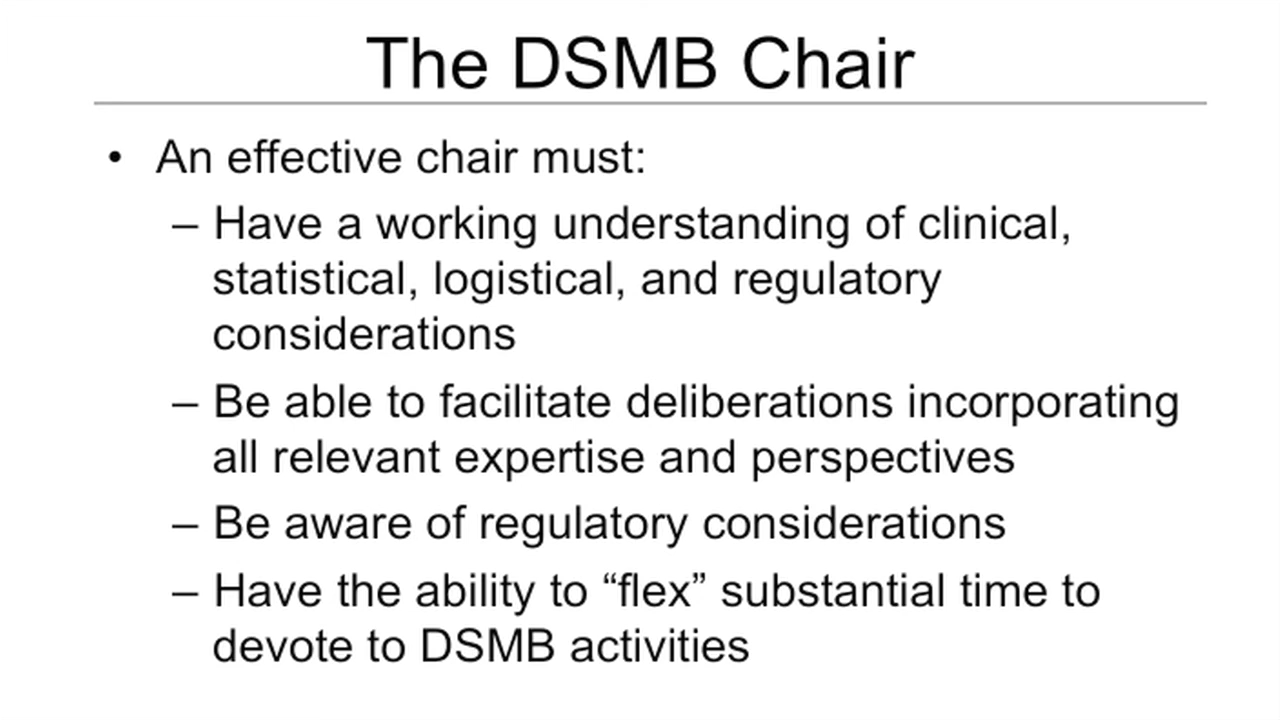 The DSMB Chair
• An effective chair must:
– Have a working understanding of clinical,
statistical, logistical, and regulatory
considerations
– Be able to facilitate deliberations incorporating
all relevant expertise and perspectives
– Be aware of regulatory considerations
– Have the ability to “flex” substantial time to
devote to DSMB activities